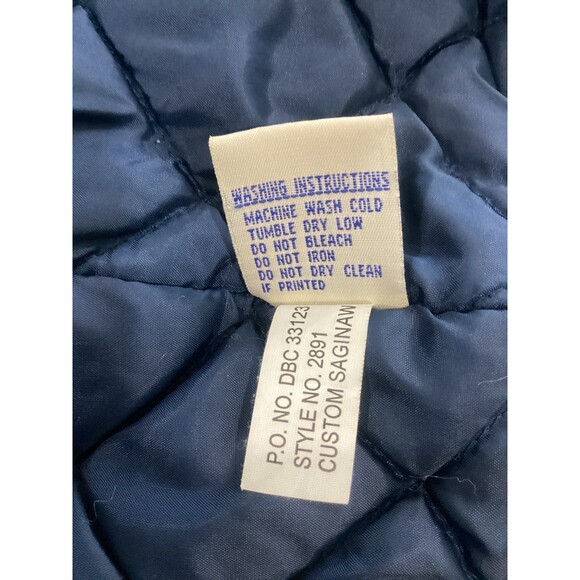 WASHING INSTRUCTIONS
MACHINE WASH COLD
TUMBLE DRY LOW
DO NOT BLEACH
DO NOT IRON
DO NOT DRY CLEAN
IF PRINTED
P.O. NO. DBC 33123
STYLE NO. 2891
CUSTOM SAGINAW